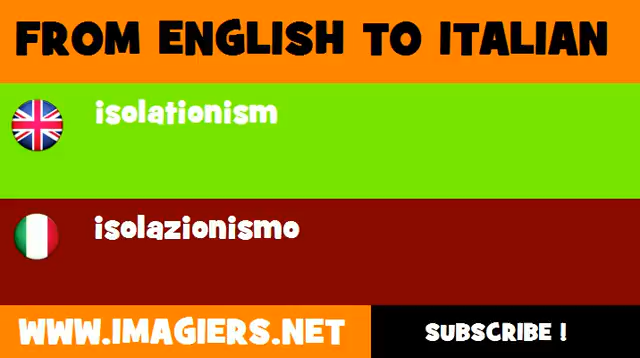 FROM ENGLISH TO ITALIAN
isolationism
isolazionismo
WWW.IMAGIERS.NET
SUBSCRIBE !